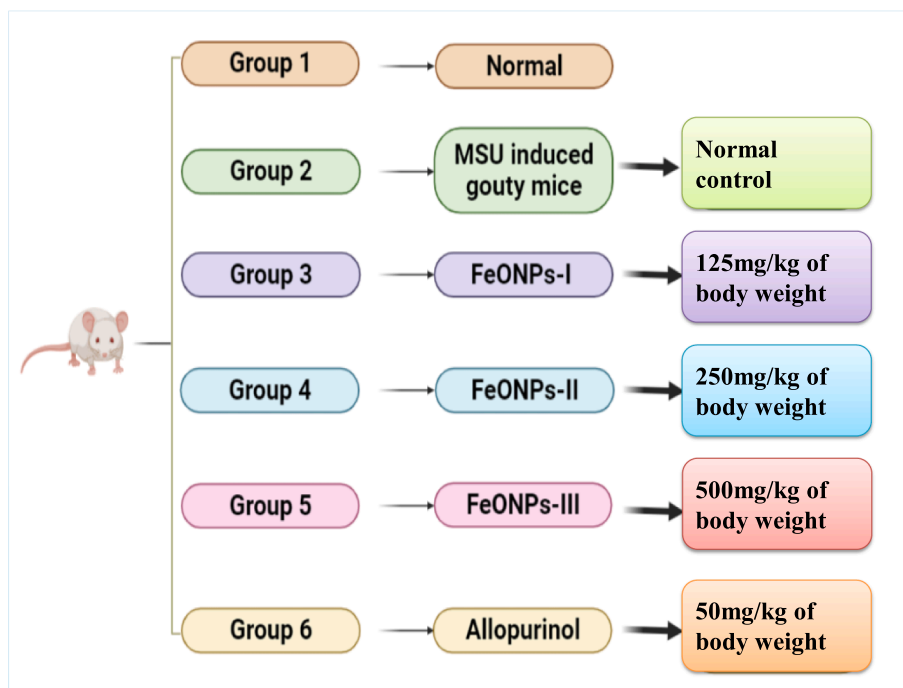 Group 1
Normal
Group 2
MSU induced
gouty mice
Normal
control
Group 3
FeONPs-I
125mg/kg of
body weight
Group 4
FeONPs-II
250mg/kg of
body weight
Group 5
FeONPs-III
500mg/kg of
body weight
Group 6
Allopurinol
50mg/kg of
body weight